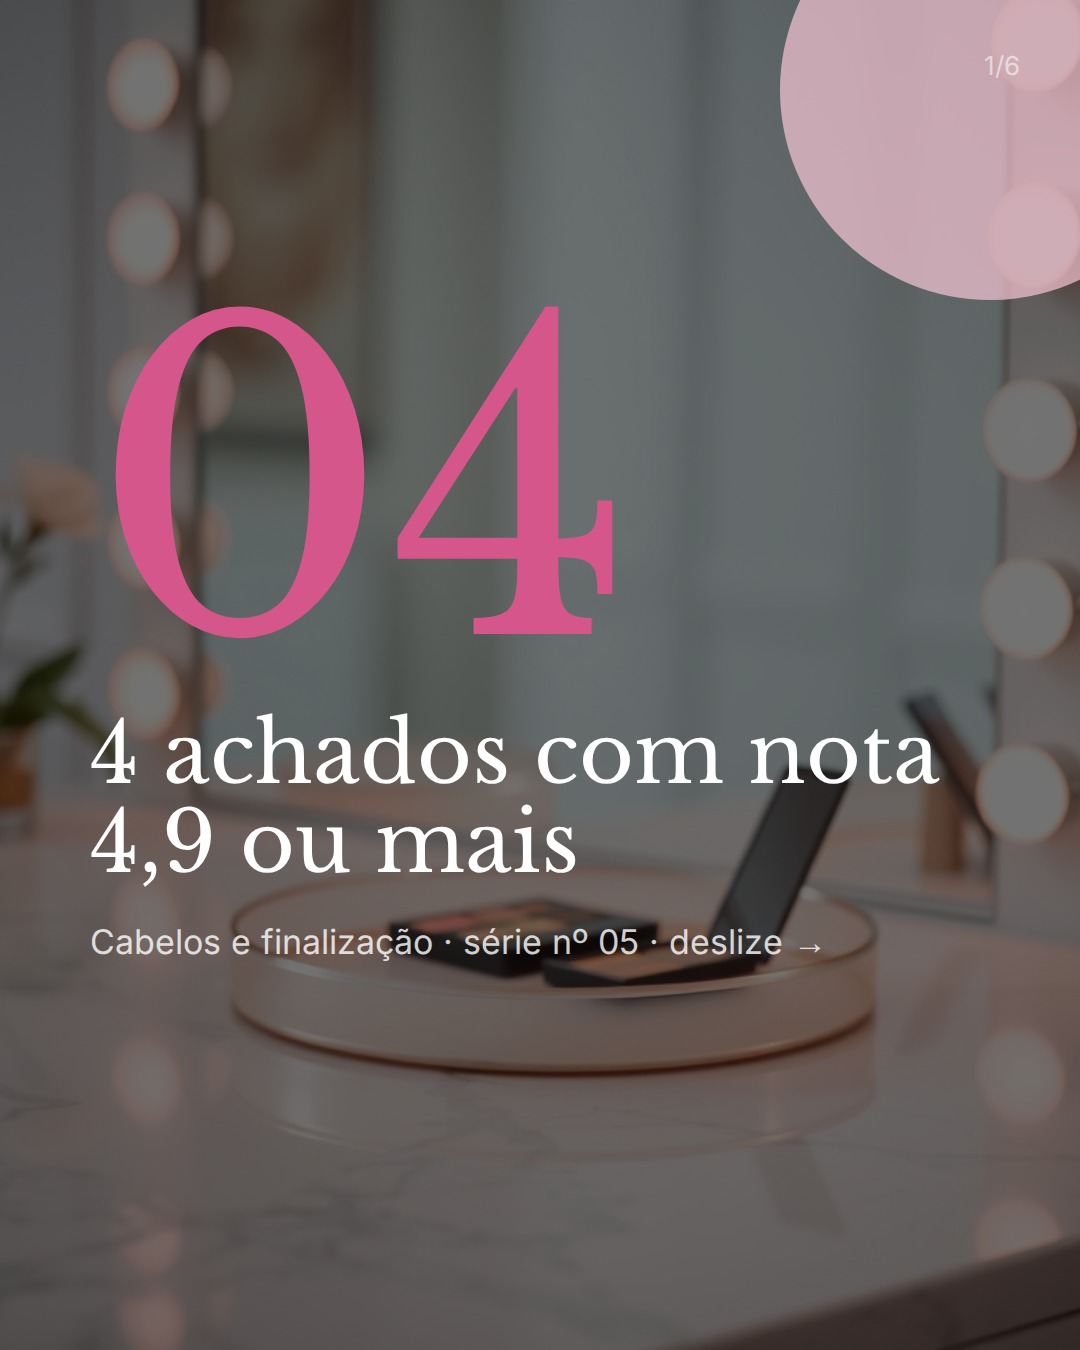 1/6
04
4 achados com nota
4,9 ou mais
Cabelos e finalização · série nº 05 · deslize →